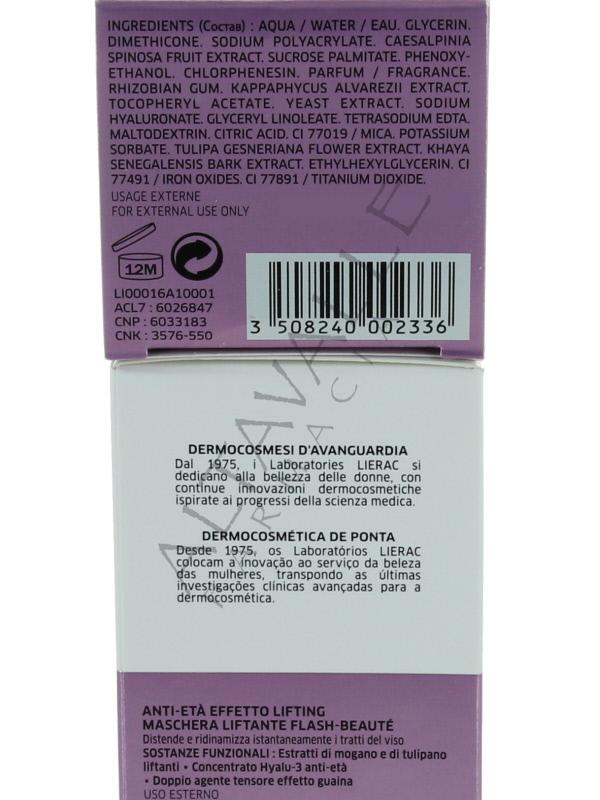 INGREDIENTS (Состав) : AQUA / WATER / EAU. GLYCERIN.
DIMETHICONE. SODIUM POLYACRYLATE. CAESALPINIA
SPINOSA FRUIT EXTRACT. SUCROSE PALMITATE. PHENOXY-
ETHANOL. CHLORPHENESIN. PARFUM / FRAGRANCE.
RHIZOBIAN GUM. KAPPAPHYCUS ALVAREZII EXTRACT.
TOCOPHERYL ACETATE. YEAST EXTRACT. SODIUM
HYALURONATE. GLYCERYL LINOLEATE. TETRASODIUM EDTA.
MALTODEXTRIN. CITRIC ACID. CI 77019 / MICA. POTASSIUM
SORBATE. TULIPA GESNERIANA FLOWER EXTRACT. KHAYA
SENEGALENSIS BARK EXTRACT. ETHYLHEXYLGLYCERIN. CI
77491 / IRON OXIDES. CI 77891 / TITANIUM DIOXIDE.
USAGE EXTERNE
FOR EXTERNAL USE ONLY
12M
LI00016A10001
ACL7 : 6026847
CNP : 6033183
CNK : 3576-550
3 508240 002336
ALTAVALLE
FARMACIA
DERMOCOSMESI D'AVANGUARDIA
Dal 1975, i Laboratories LIERAC si
dedicano alla bellezza delle donne, con
continue innovazioni dermocosmetiche
ispirate ai progressi della scienza medica.
DERMOCOSMÉTICA DE PONTA
Desde 1975, os Laboratórios LIERAC
colocam a inovação ao serviço da beleza
das mulheres, transpondo as últimas
investigações clínicas avançadas para a
dermocosmética.
ANTI-ETÀ EFFETTO LIFTING
MASCHERA LIFTANTE FLASH-BEAUTÉ
Distende e ridinamizza istantaneamente i tratti del viso
SOSTANZE FUNZIONALI : Estratti di mogano e di tulipano
liftanti • Concentrato Hyalu-3 anti-età
• Doppio agente tensore effetto guaina
USO ESTERNO